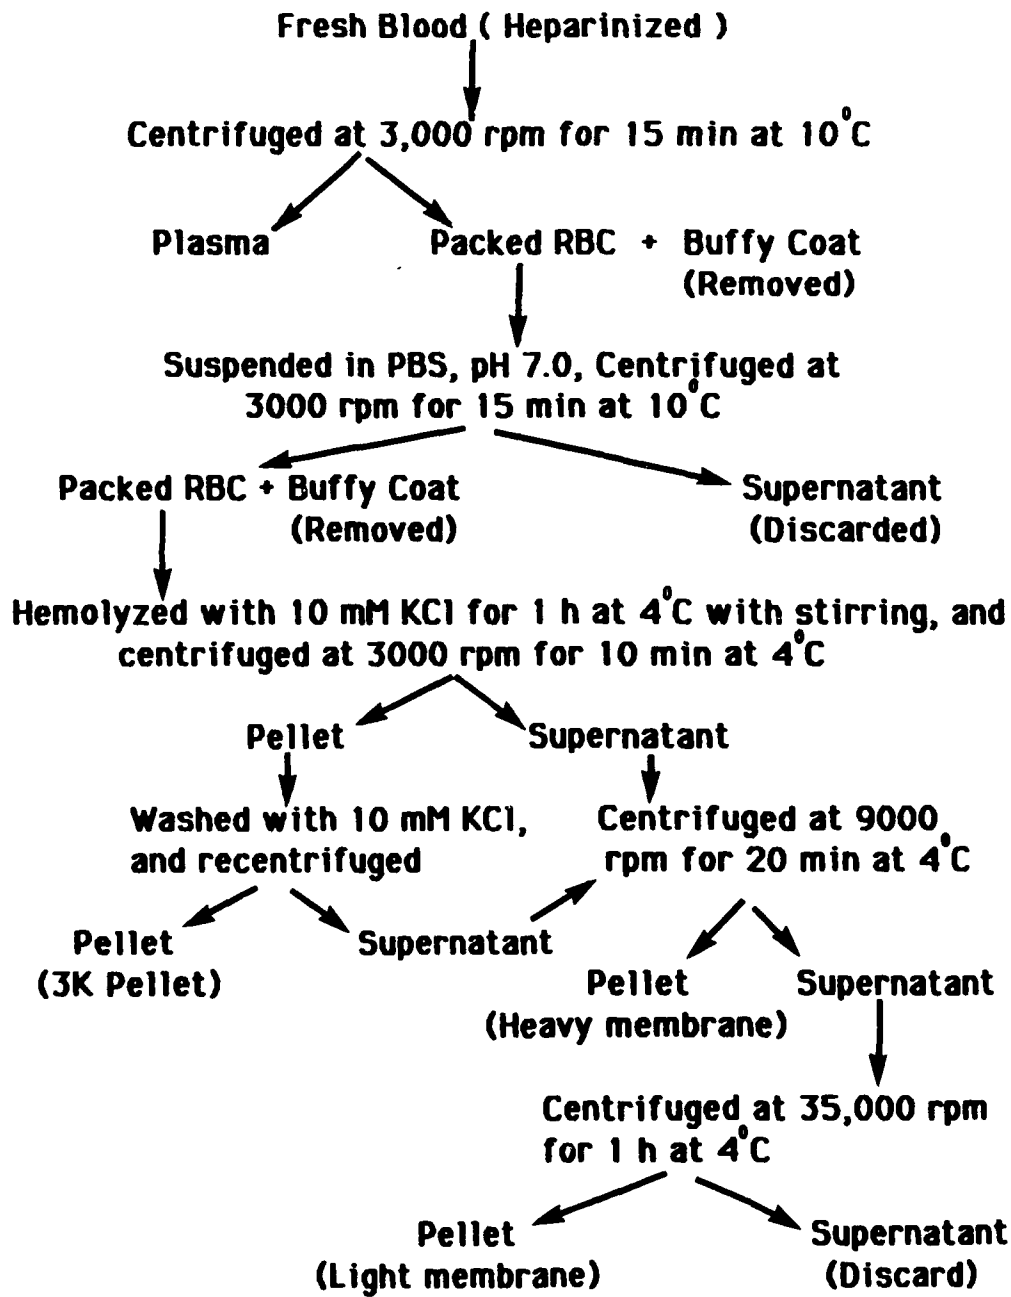 Fresh Blood ( Heparinized )
Centrifuged at 3,000 rpm for 15 min at 10°C
Plasma
Packed RBC + Buffy Coat
(Removed)
Suspended in PBS, pH 7.0, Centrifuged at
3000 rpm for 15 min at 10°C
Packed RBC + Buffy Coat
(Removed)
Supernatant
(Discarded)
Hemolyzed with 10 mM KCl for 1 h at 4°C with stirring, and
centrifuged at 3000 rpm for 10 min at 4°C
Pellet
Supernatant
Washed with 10 mM KCl,
and recentrifuged
Centrifuged at 9000
rpm for 20 min at 4°C
Pellet
(3K Pellet)
Supernatant
Pellet
(Heavy membrane)
Supernatant
Centrifuged at 35,000 rpm
for 1 h at 4°C
Pellet
(Light membrane)
Supernatant
(Discard)